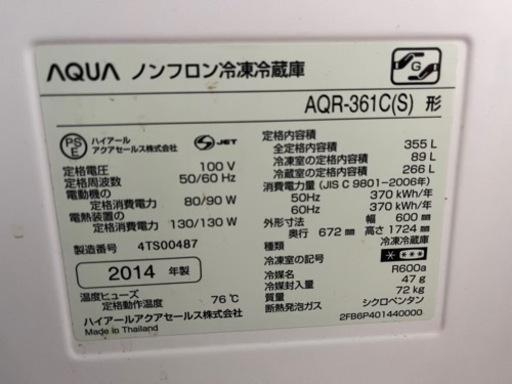 AQUA ノンフロン冷凍冷蔵庫
G
AQR-361C(S) 形
PS E ハイアール アクアセールス株式会社 S JET
定格電圧 100 V
定格周波数 50/60 Hz
電動機の 定格消費電力 80/90 W
電熱装置の 定格消費電力 130/130 W
製造番号 4TS00487
2014 年製
温度ヒューズ 定格動作温度 76℃
ハイアールアクアセールス株式会社
Made in Thailand
定格内容積
全定格内容積 355 L
冷凍室の定格内容積 89 L
冷蔵室の定格内容積 266 L
消費電力量 (JIS C 9801-2006年)
50Hz 370 kWh/年
60Hz 370 kWh/年
外形寸法 幅 600 mm
奥行 672 mm 高さ 1724 mm
種類 冷凍冷蔵庫
冷凍室の記号
冷媒名 R600a
冷媒封入量 47 g
質量 72 kg
断熱発泡ガス シクロペンタン
2FB6P401440000